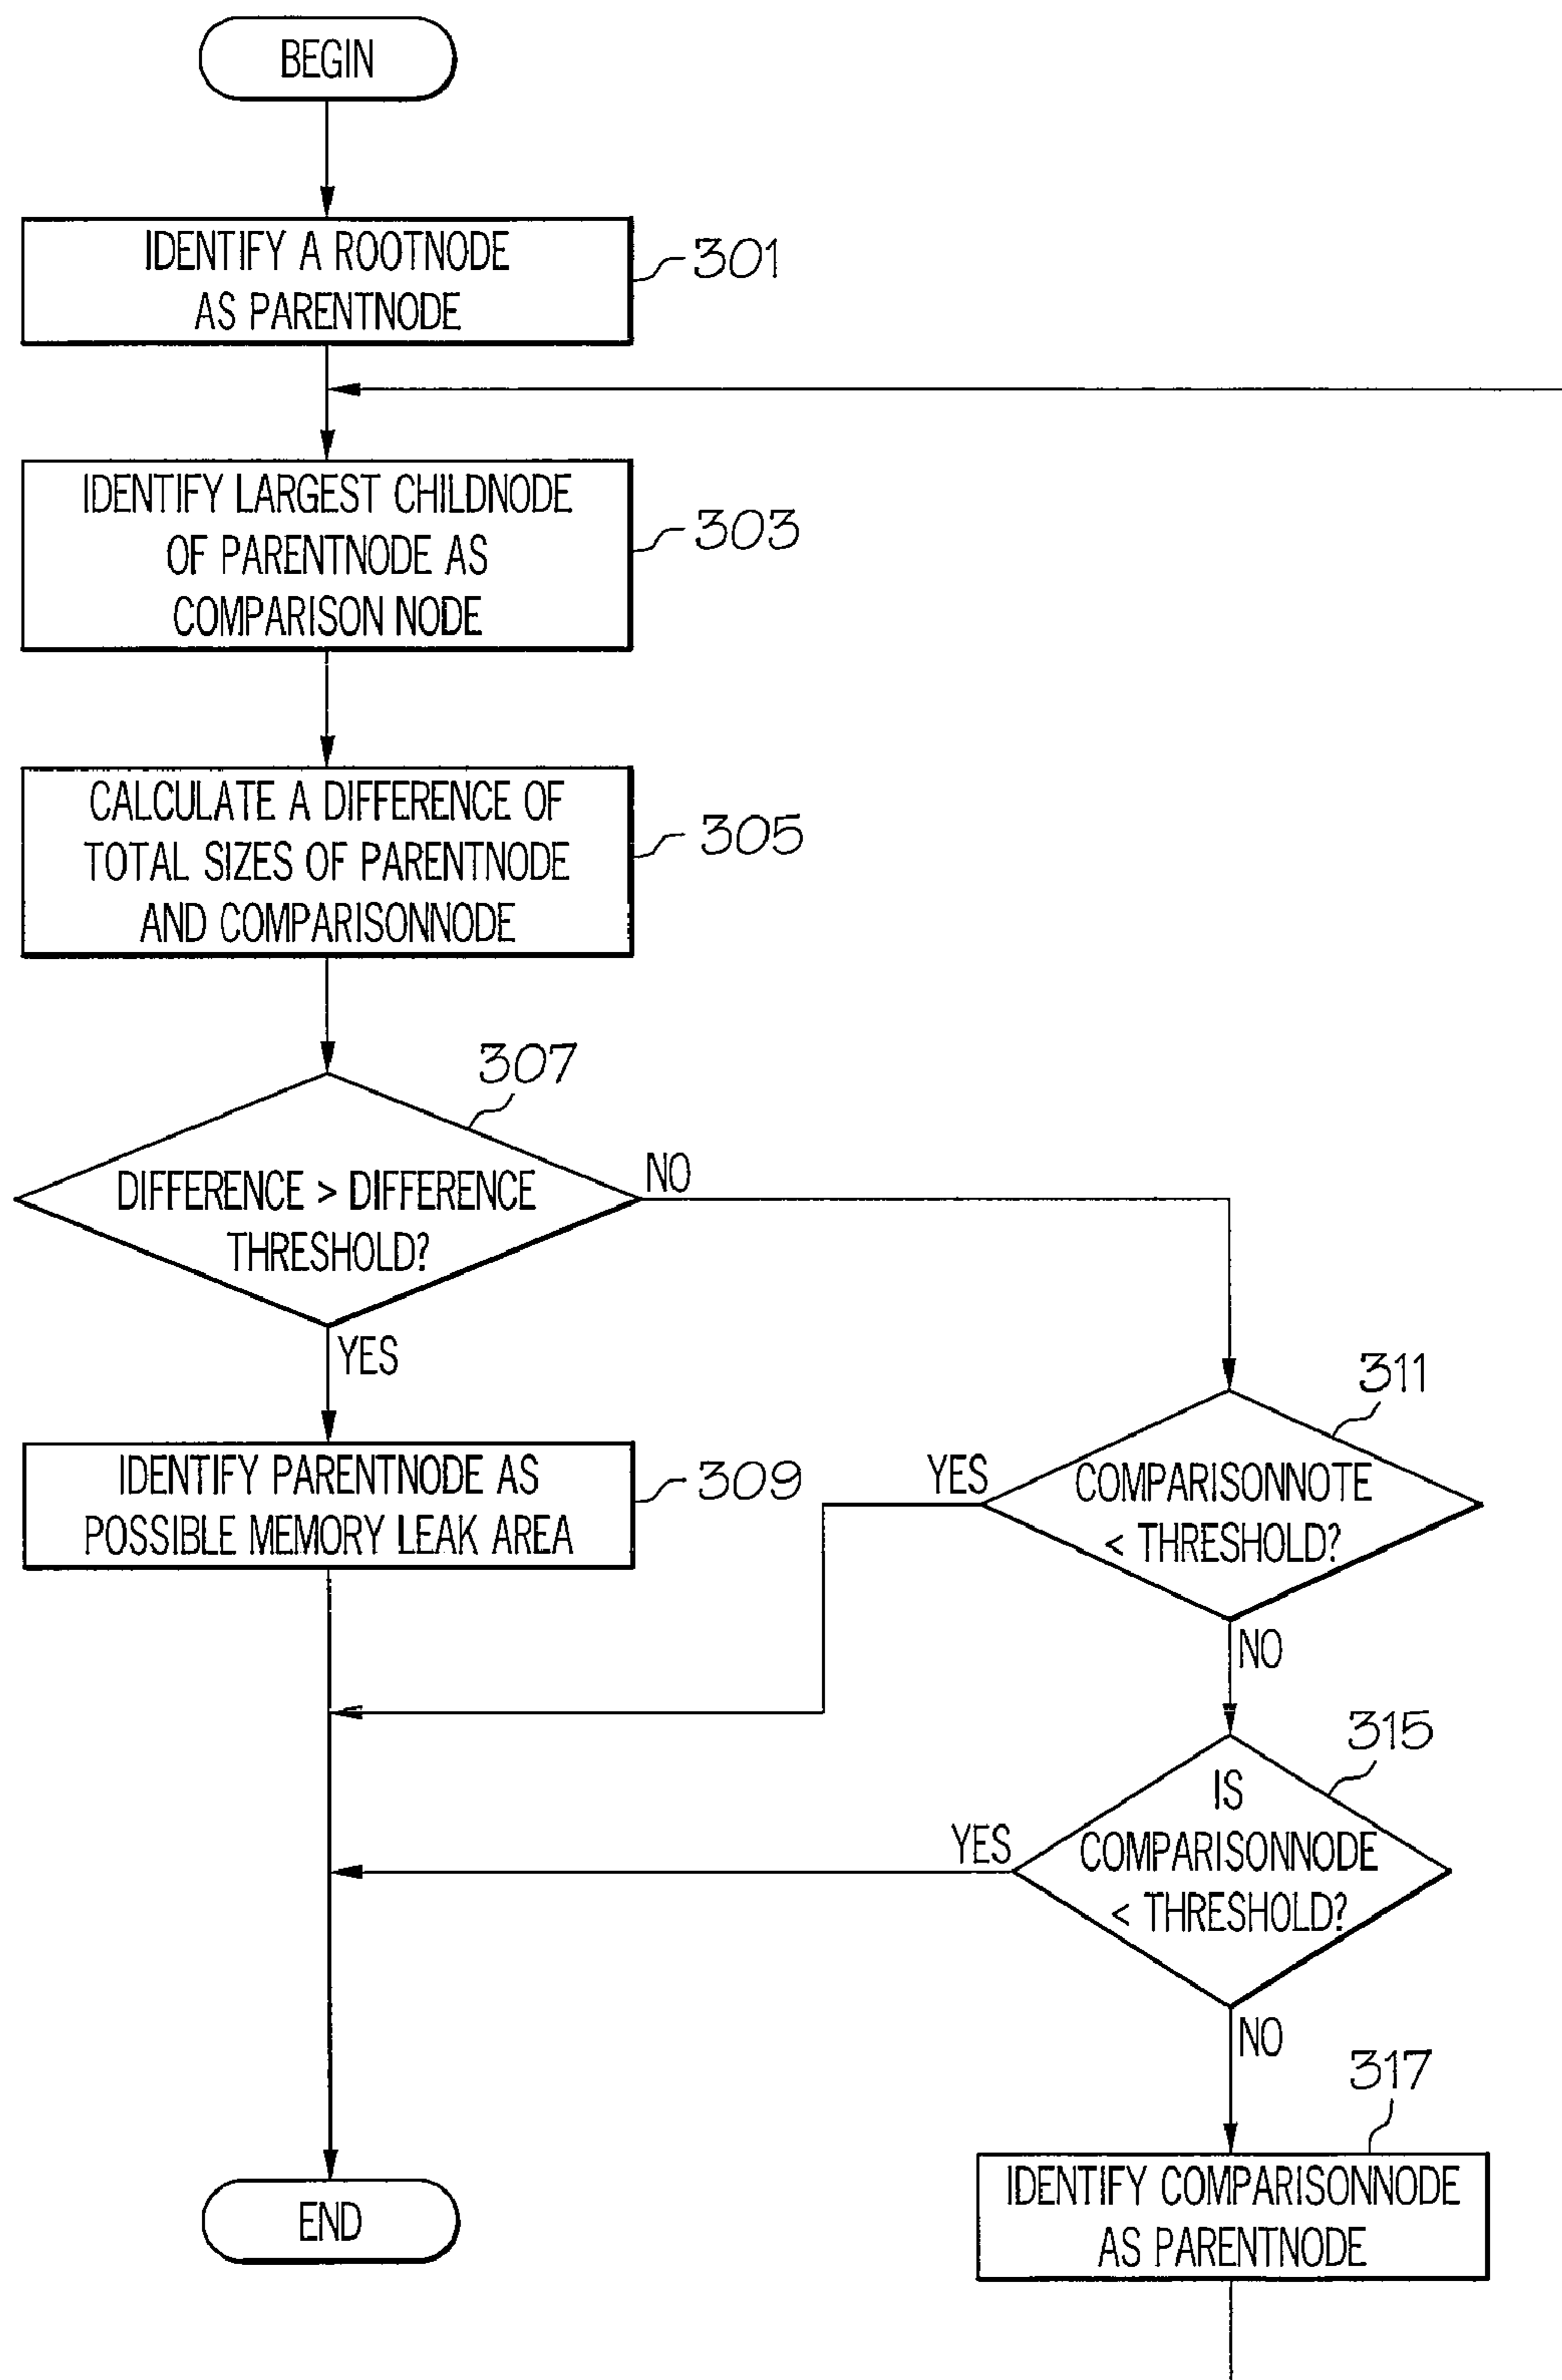 BEGIN
IDENTIFY A ROOTNODE
AS PARENTNODE
301
IDENTIFY LARGEST CHILDNODE
OF PARENTNODE AS
COMPARISON NODE
303
CALCULATE A DIFFERENCE OF
TOTAL SIZES OF PARENTNODE
AND COMPARISONNODE
305
307
DIFFERENCE > DIFFERENCE
THRESHOLD?
NO
YES
311
IDENTIFY PARENTNODE AS
POSSIBLE MEMORY LEAK AREA
309
YES
COMPARISONNOTE
< THRESHOLD?
NO
315
YES
IS
COMPARISONNODE
< THRESHOLD?
NO
317
IDENTIFY COMPARISONNODE
AS PARENTNODE
END